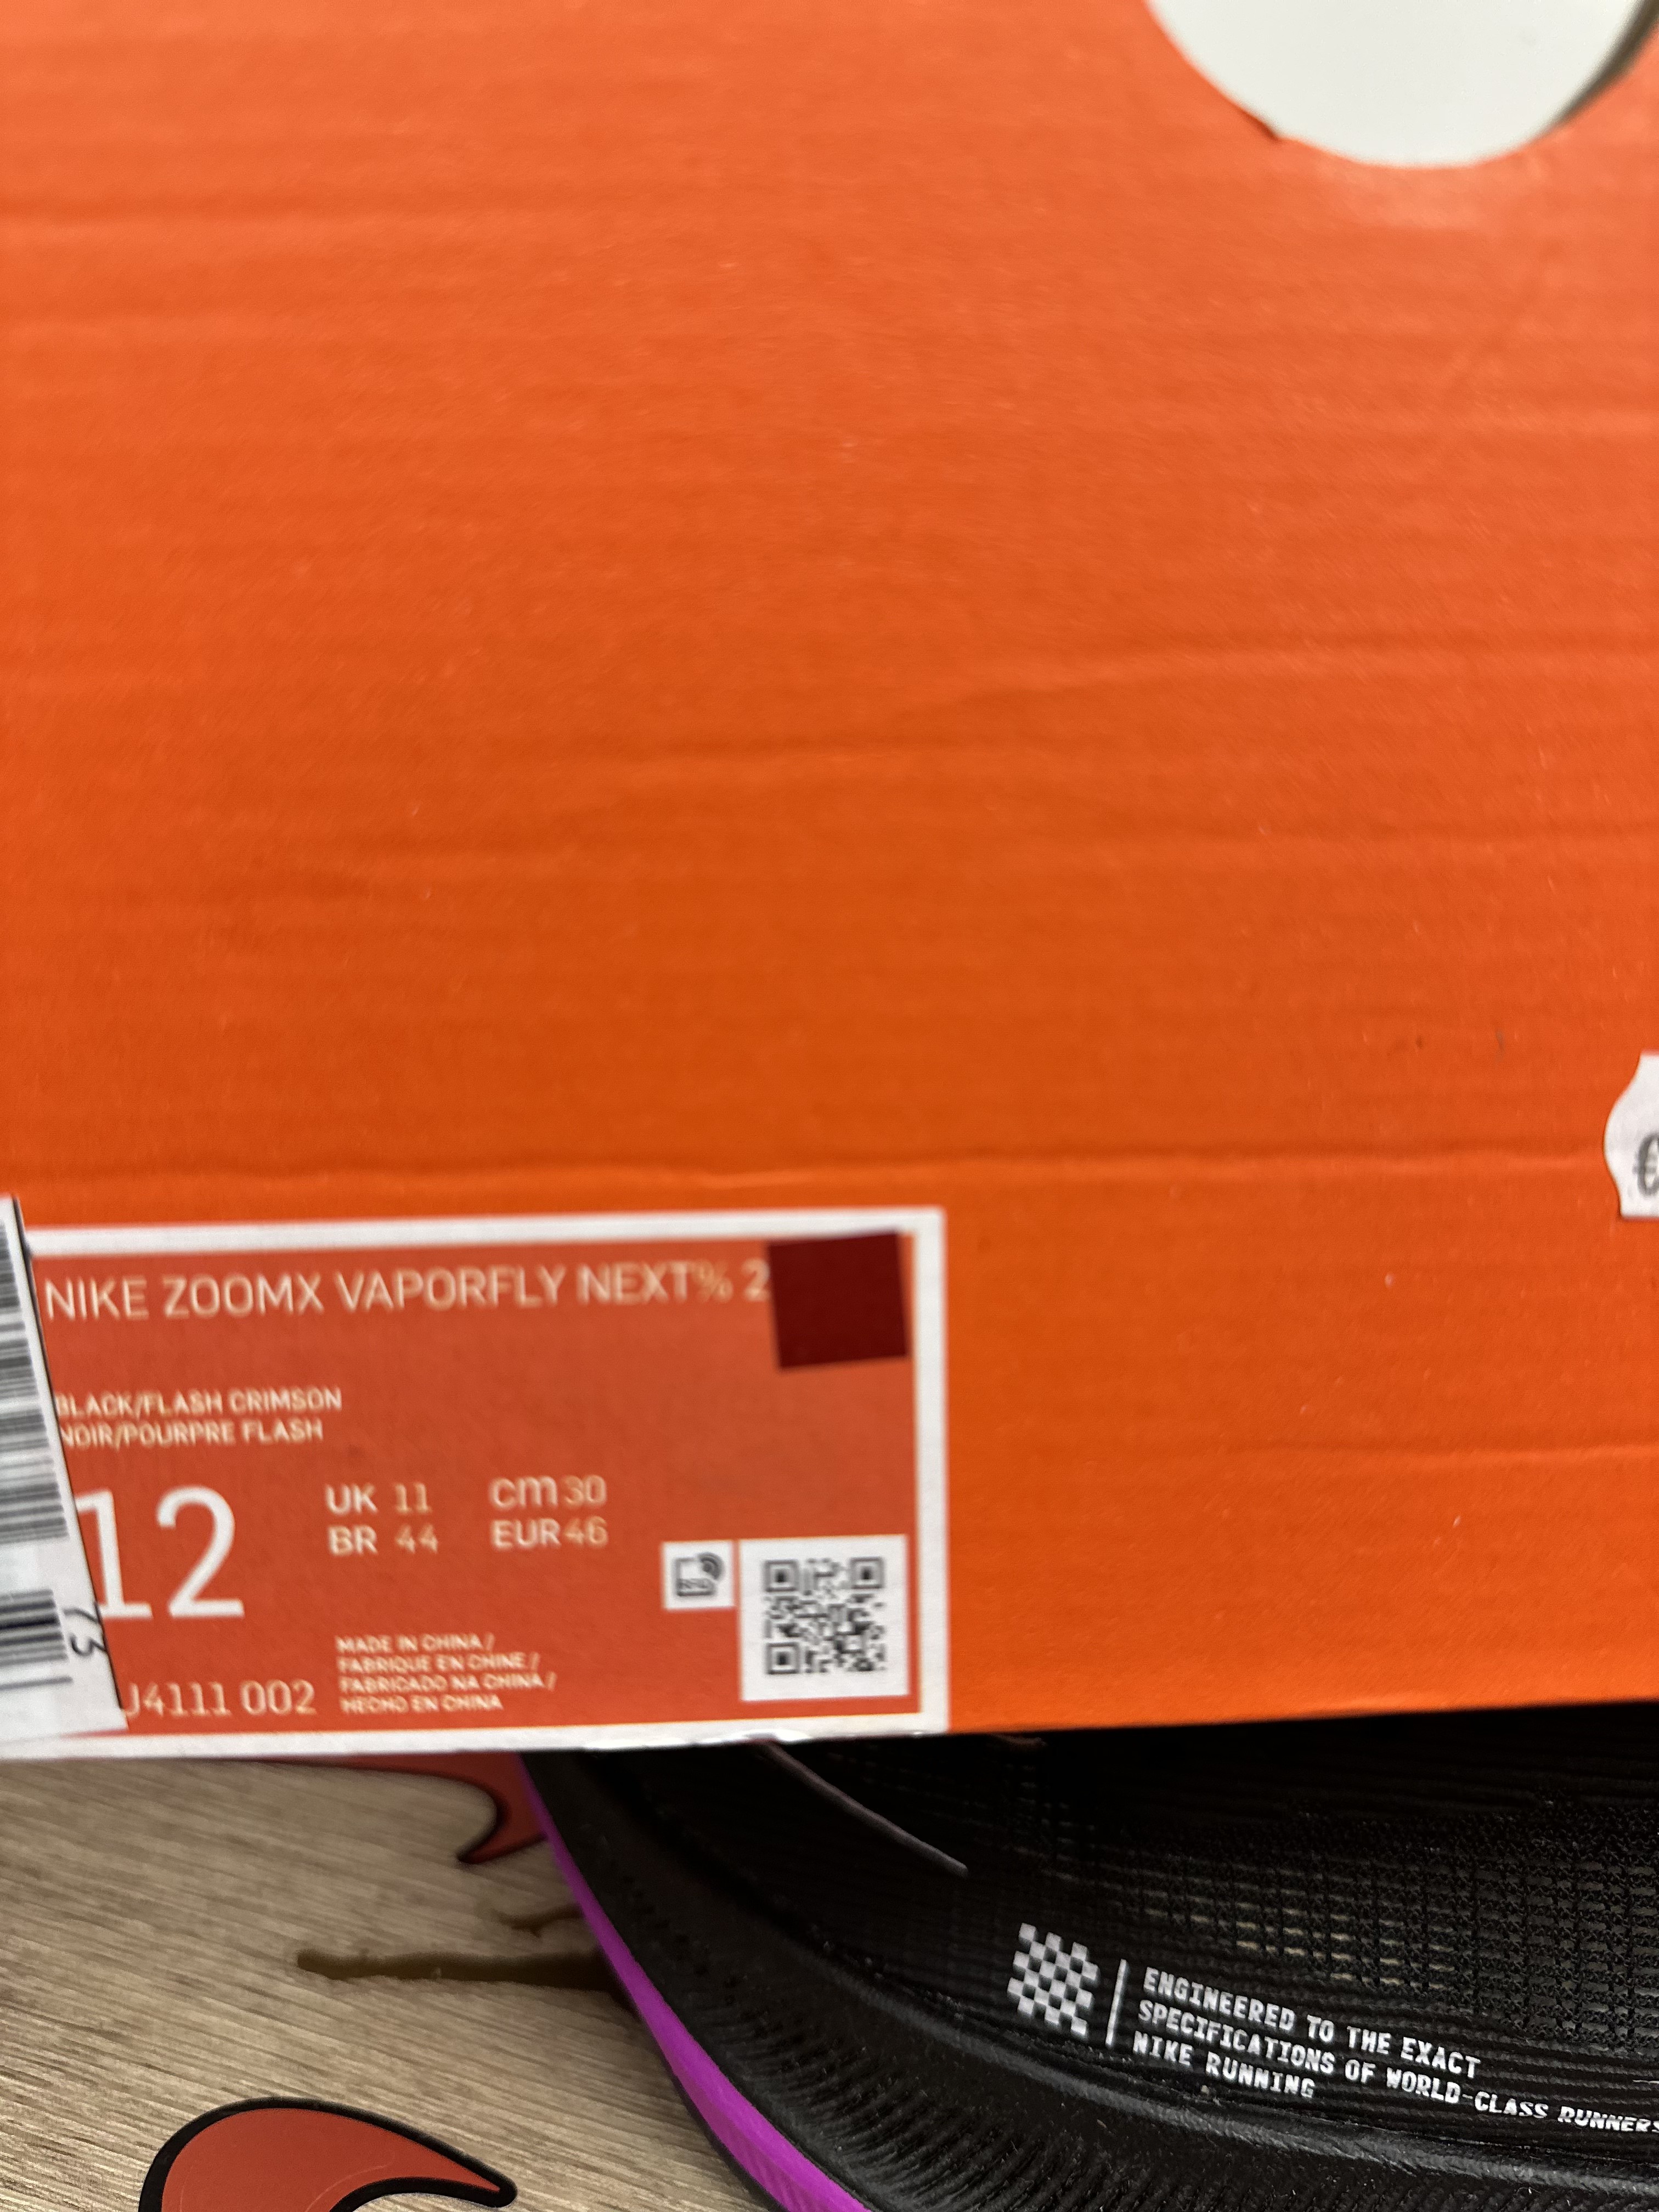 €
NIKE ZOOMX VAPORFLY NEXT% 2
BLACK/FLASH CRIMSON
NOIR/POURPRE FLASH
12
UK 11
cm 30
BR 44
EUR 46
73
J4111 002
MADE IN CHINA /
FABRIQUE EN CHINE /
FABRICADO NA CHINA /
HECHO EN CHINA
ENGINEERED TO THE EXACT
SPECIFICATIONS OF WORLD-CLASS RUNNERS
NIKE RUNNING